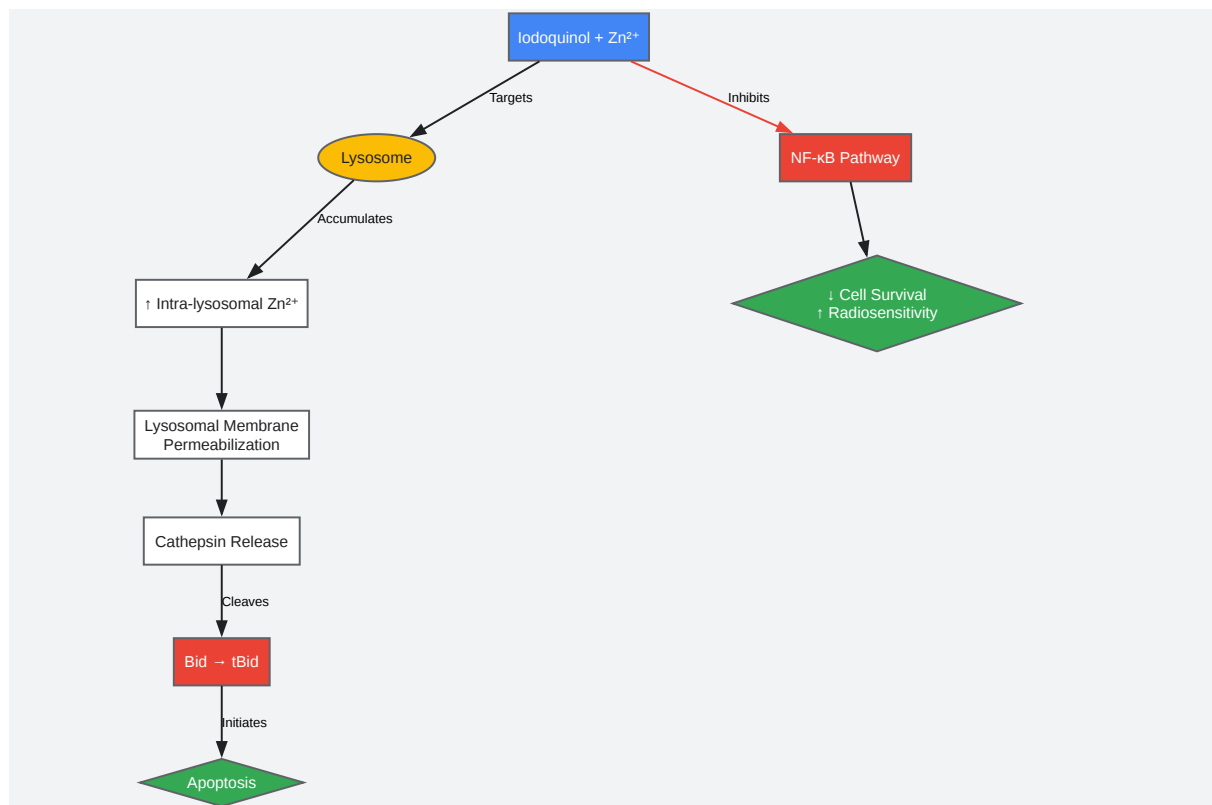 Iodoquinol + Zn²⁺
Targets
Inhibits
Lysosome
NF-κB Pathway
Accumulates
↑ Intra-lysosomal Zn²⁺
↓ Cell Survival
↑ Radiosensitivity
Lysosomal Membrane
Permeabilization
Cathepsin Release
Cleaves
Bid → tBid
Initiates
Apoptosis